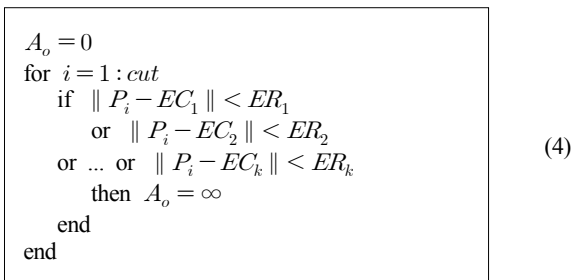 A_o = 0
for i = 1 : cut
if ‖ P_i − EC_1 ‖ < ER_1
or ‖ P_i − EC_2 ‖ < ER_2
or ... or ‖ P_i − EC_k ‖ < ER_k
then A_o = ∞
end
end
(4)